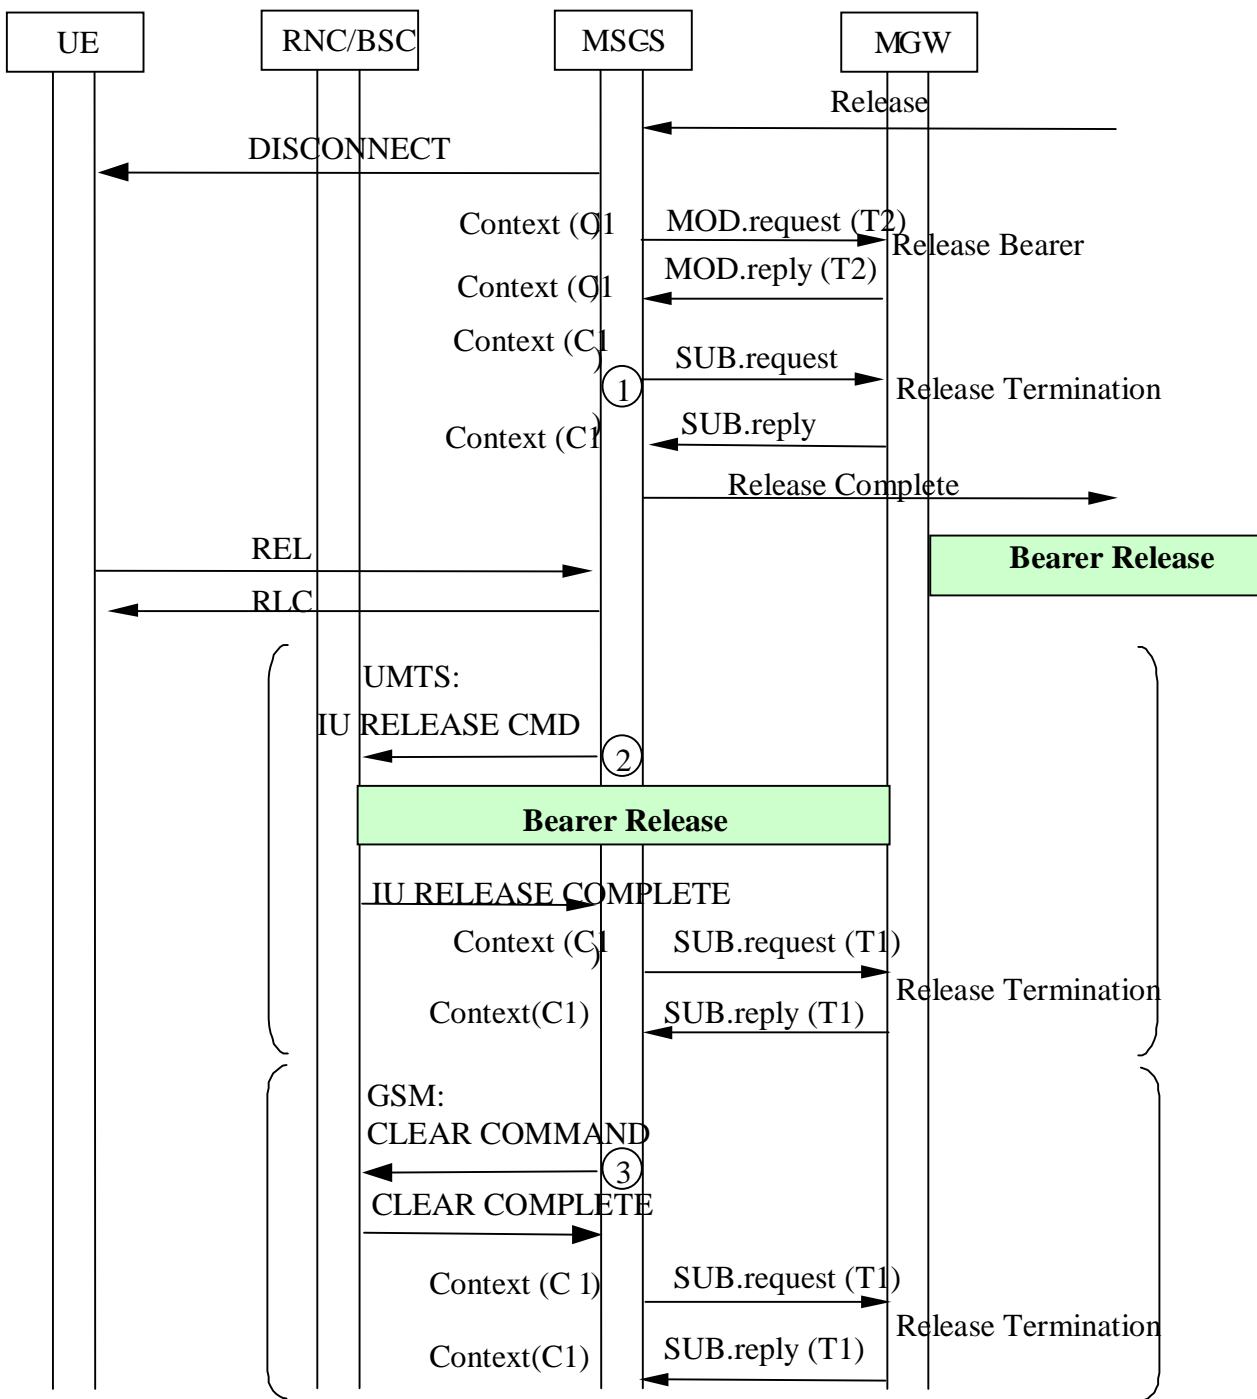 UE
RNC/BSC
MSC-S
MGW
Release
DISCONNECT
Context (C1)
MOD.request (T2)
Release Bearer
Context (C1)
MOD.reply (T2)
Context (C1)
SUB.request
1
Release Termination
Context (C1)
SUB.reply
Release Complete
REL
Bearer Release
RLC
UMTS:
IU RELEASE CMD
2
Bearer Release
IU RELEASE COMPLETE
Context (C1)
SUB.request (T1)
Release Termination
Context(C1)
SUB.reply (T1)
GSM:
CLEAR COMMAND
3
CLEAR COMPLETE
Context (C 1)
SUB.request (T1)
Release Termination
Context(C1)
SUB.reply (T1)